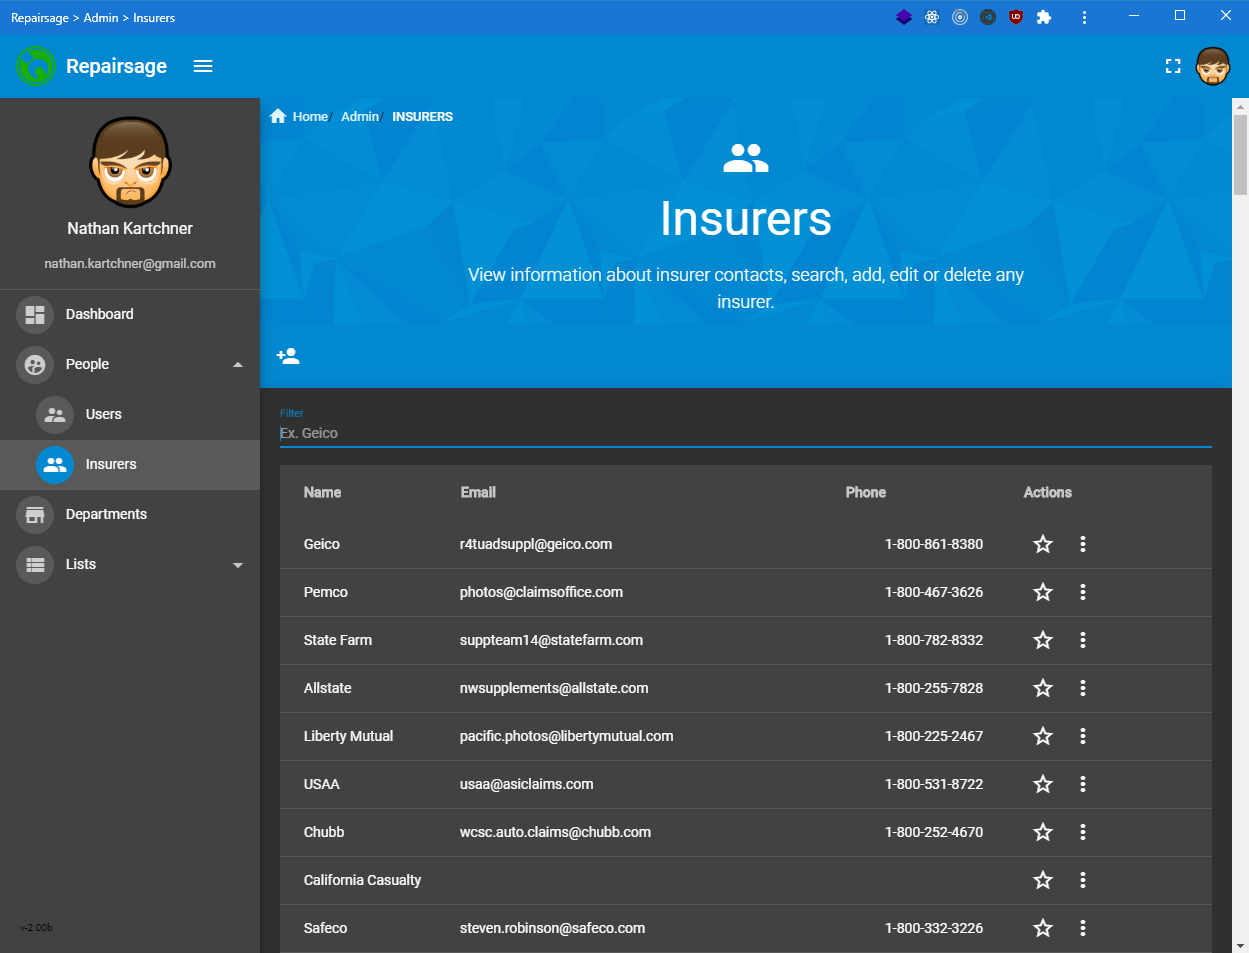 Repairsage > Admin > Insurers
UD
Repairsage
Nathan Kartchner
nathan.kartchner@gmail.com
Dashboard
People
Users
Insurers
Departments
Lists
v-2.00b
Home/ Admin/ INSURERS
Insurers
View information about insurer contacts, search, add, edit or delete any
insurer.
Filter
Ex. Geico
Name Email Phone Actions
Geico r4tuadsuppl@geico.com 1-800-861-8380
Pemco photos@claimsoffice.com 1-800-467-3626
State Farm suppteam14@statefarm.com 1-800-782-8332
Allstate nwsupplements@allstate.com 1-800-255-7828
Liberty Mutual pacific.photos@libertymutual.com 1-800-225-2467
USAA usaa@asiclaims.com 1-800-531-8722
Chubb wcsc.auto.claims@chubb.com 1-800-252-4670
California Casualty
Safeco steven.robinson@safeco.com 1-800-332-3226